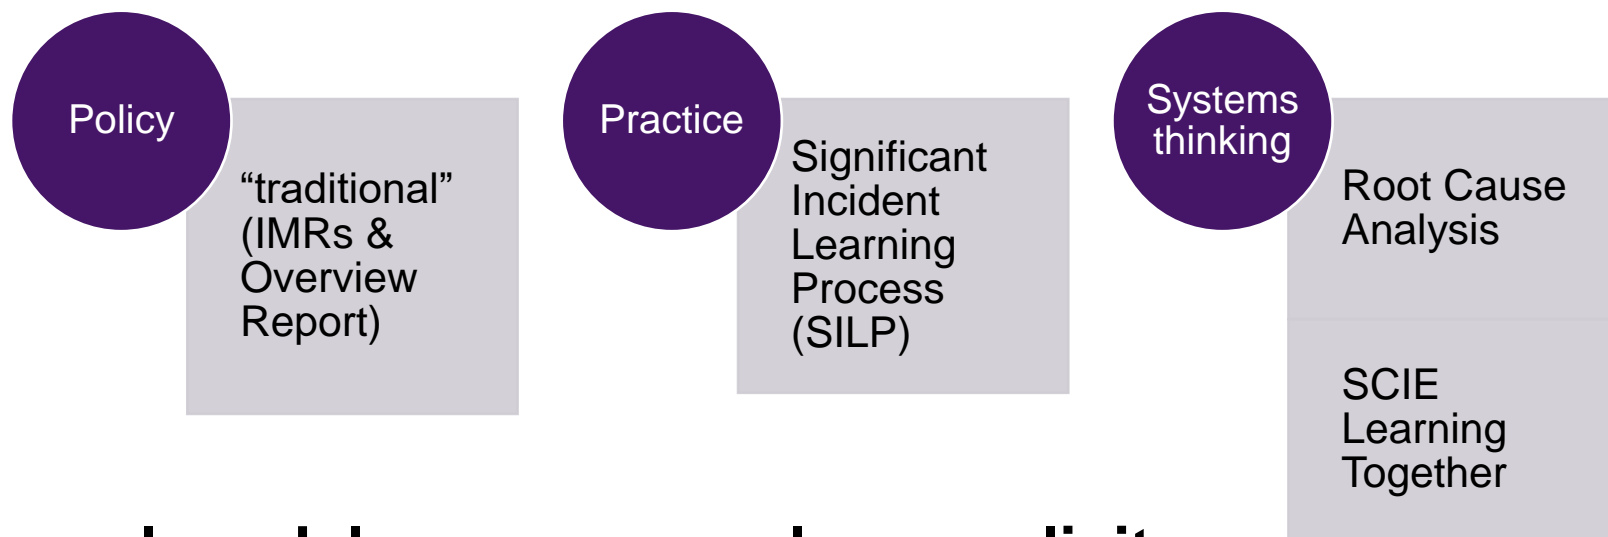 Policy
“traditional”
(IMRs &
Overview
Report)
Practice
Significant
Incident
Learning
Process
(SILP)
Systems
thinking
Root Cause
Analysis
SCIE
Learning
Together